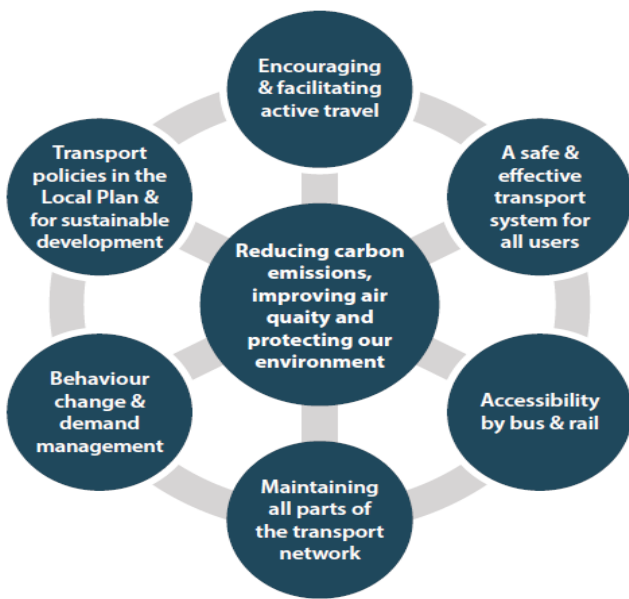 Encouraging
& facilitating
active travel
Transport
policies in the
Local Plan &
for sustainable
development
A safe &
effective
transport
system for
all users
Reducing carbon
emissions,
improving air
quaity and
protecting our
environment
Behaviour
change &
demand
management
Accessibility
by bus & rail
Maintaining
all parts of
the transport
network